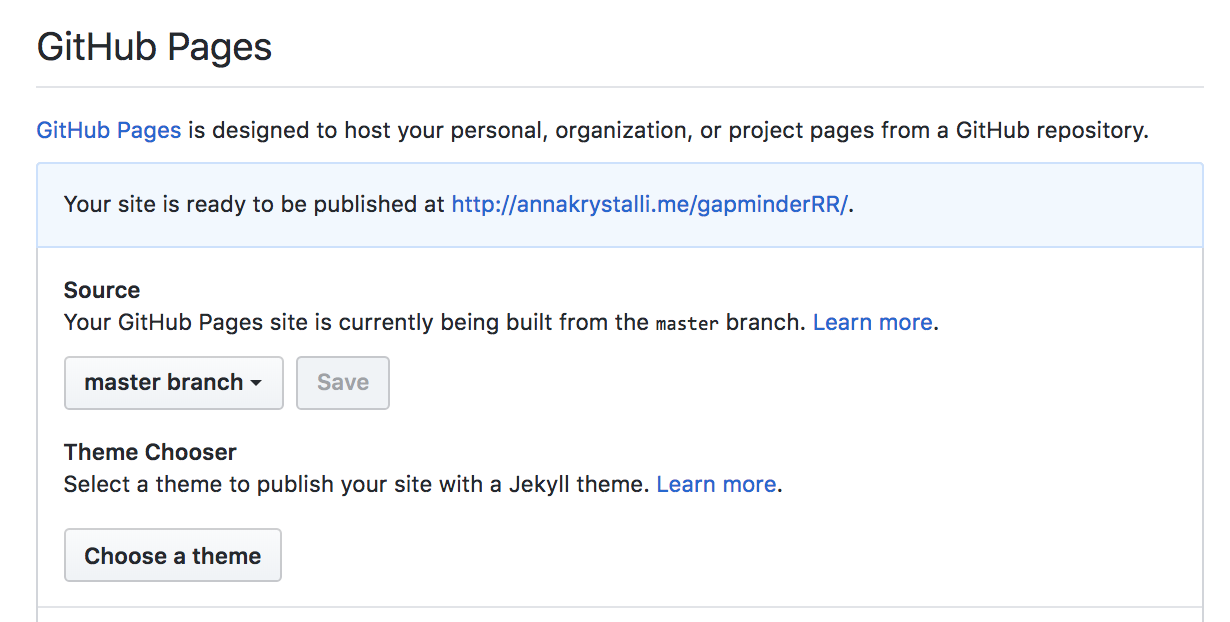 GitHub Pages
GitHub Pages is designed to host your personal, organization, or project pages from a GitHub repository.
Your site is ready to be published at http://annakrystalli.me/gapminderRR/.
Source
Your GitHub Pages site is currently being built from the master branch. Learn more.
master branch
Save
Theme Chooser
Select a theme to publish your site with a Jekyll theme. Learn more.
Choose a theme